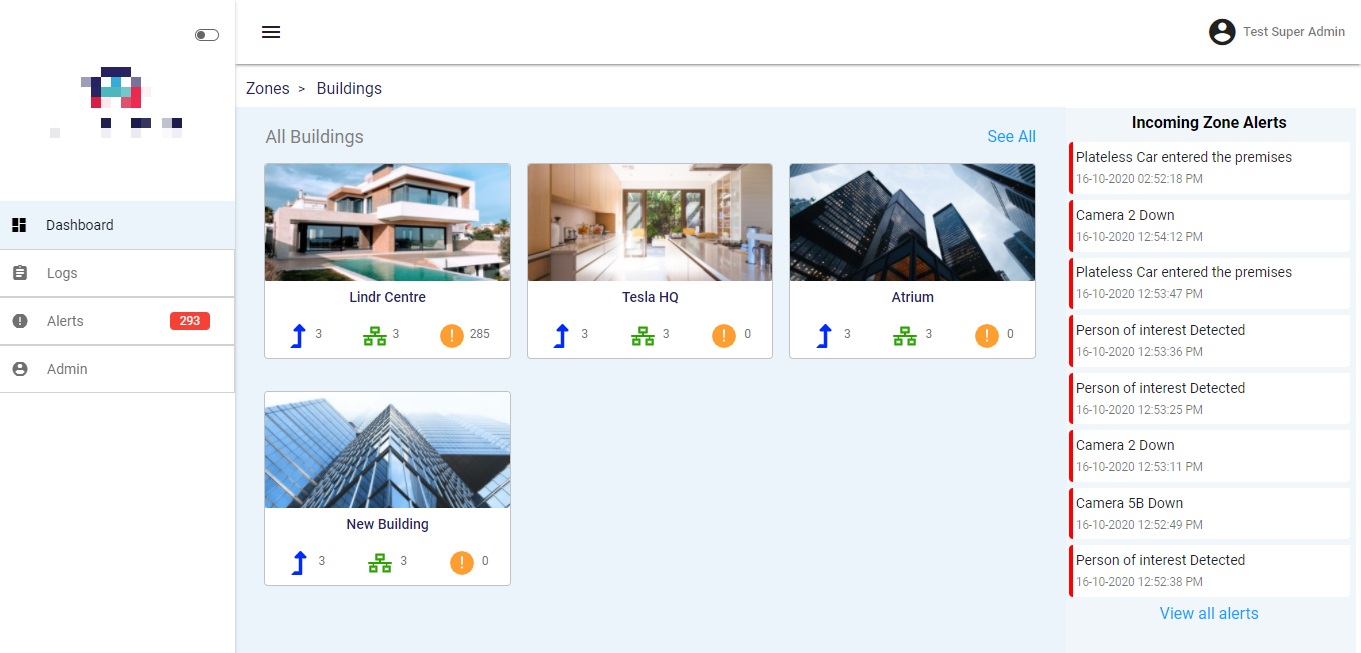 Test Super Admin
Zones > Buildings
Dashboard
Logs
Alerts 293
Admin
All Buildings See All
Lindr Centre
3 3 ! 285
Tesla HQ
3 3 ! 0
Atrium
3 3 ! 0
New Building
3 3 ! 0
Incoming Zone Alerts
Plateless Car entered the premises
16-10-2020 02:52:18 PM
Camera 2 Down
16-10-2020 12:54:12 PM
Plateless Car entered the premises
16-10-2020 12:53:47 PM
Person of interest Detected
16-10-2020 12:53:36 PM
Person of interest Detected
16-10-2020 12:53:25 PM
Camera 2 Down
16-10-2020 12:53:11 PM
Camera 5B Down
16-10-2020 12:52:49 PM
Person of interest Detected
16-10-2020 12:52:38 PM
View all alerts